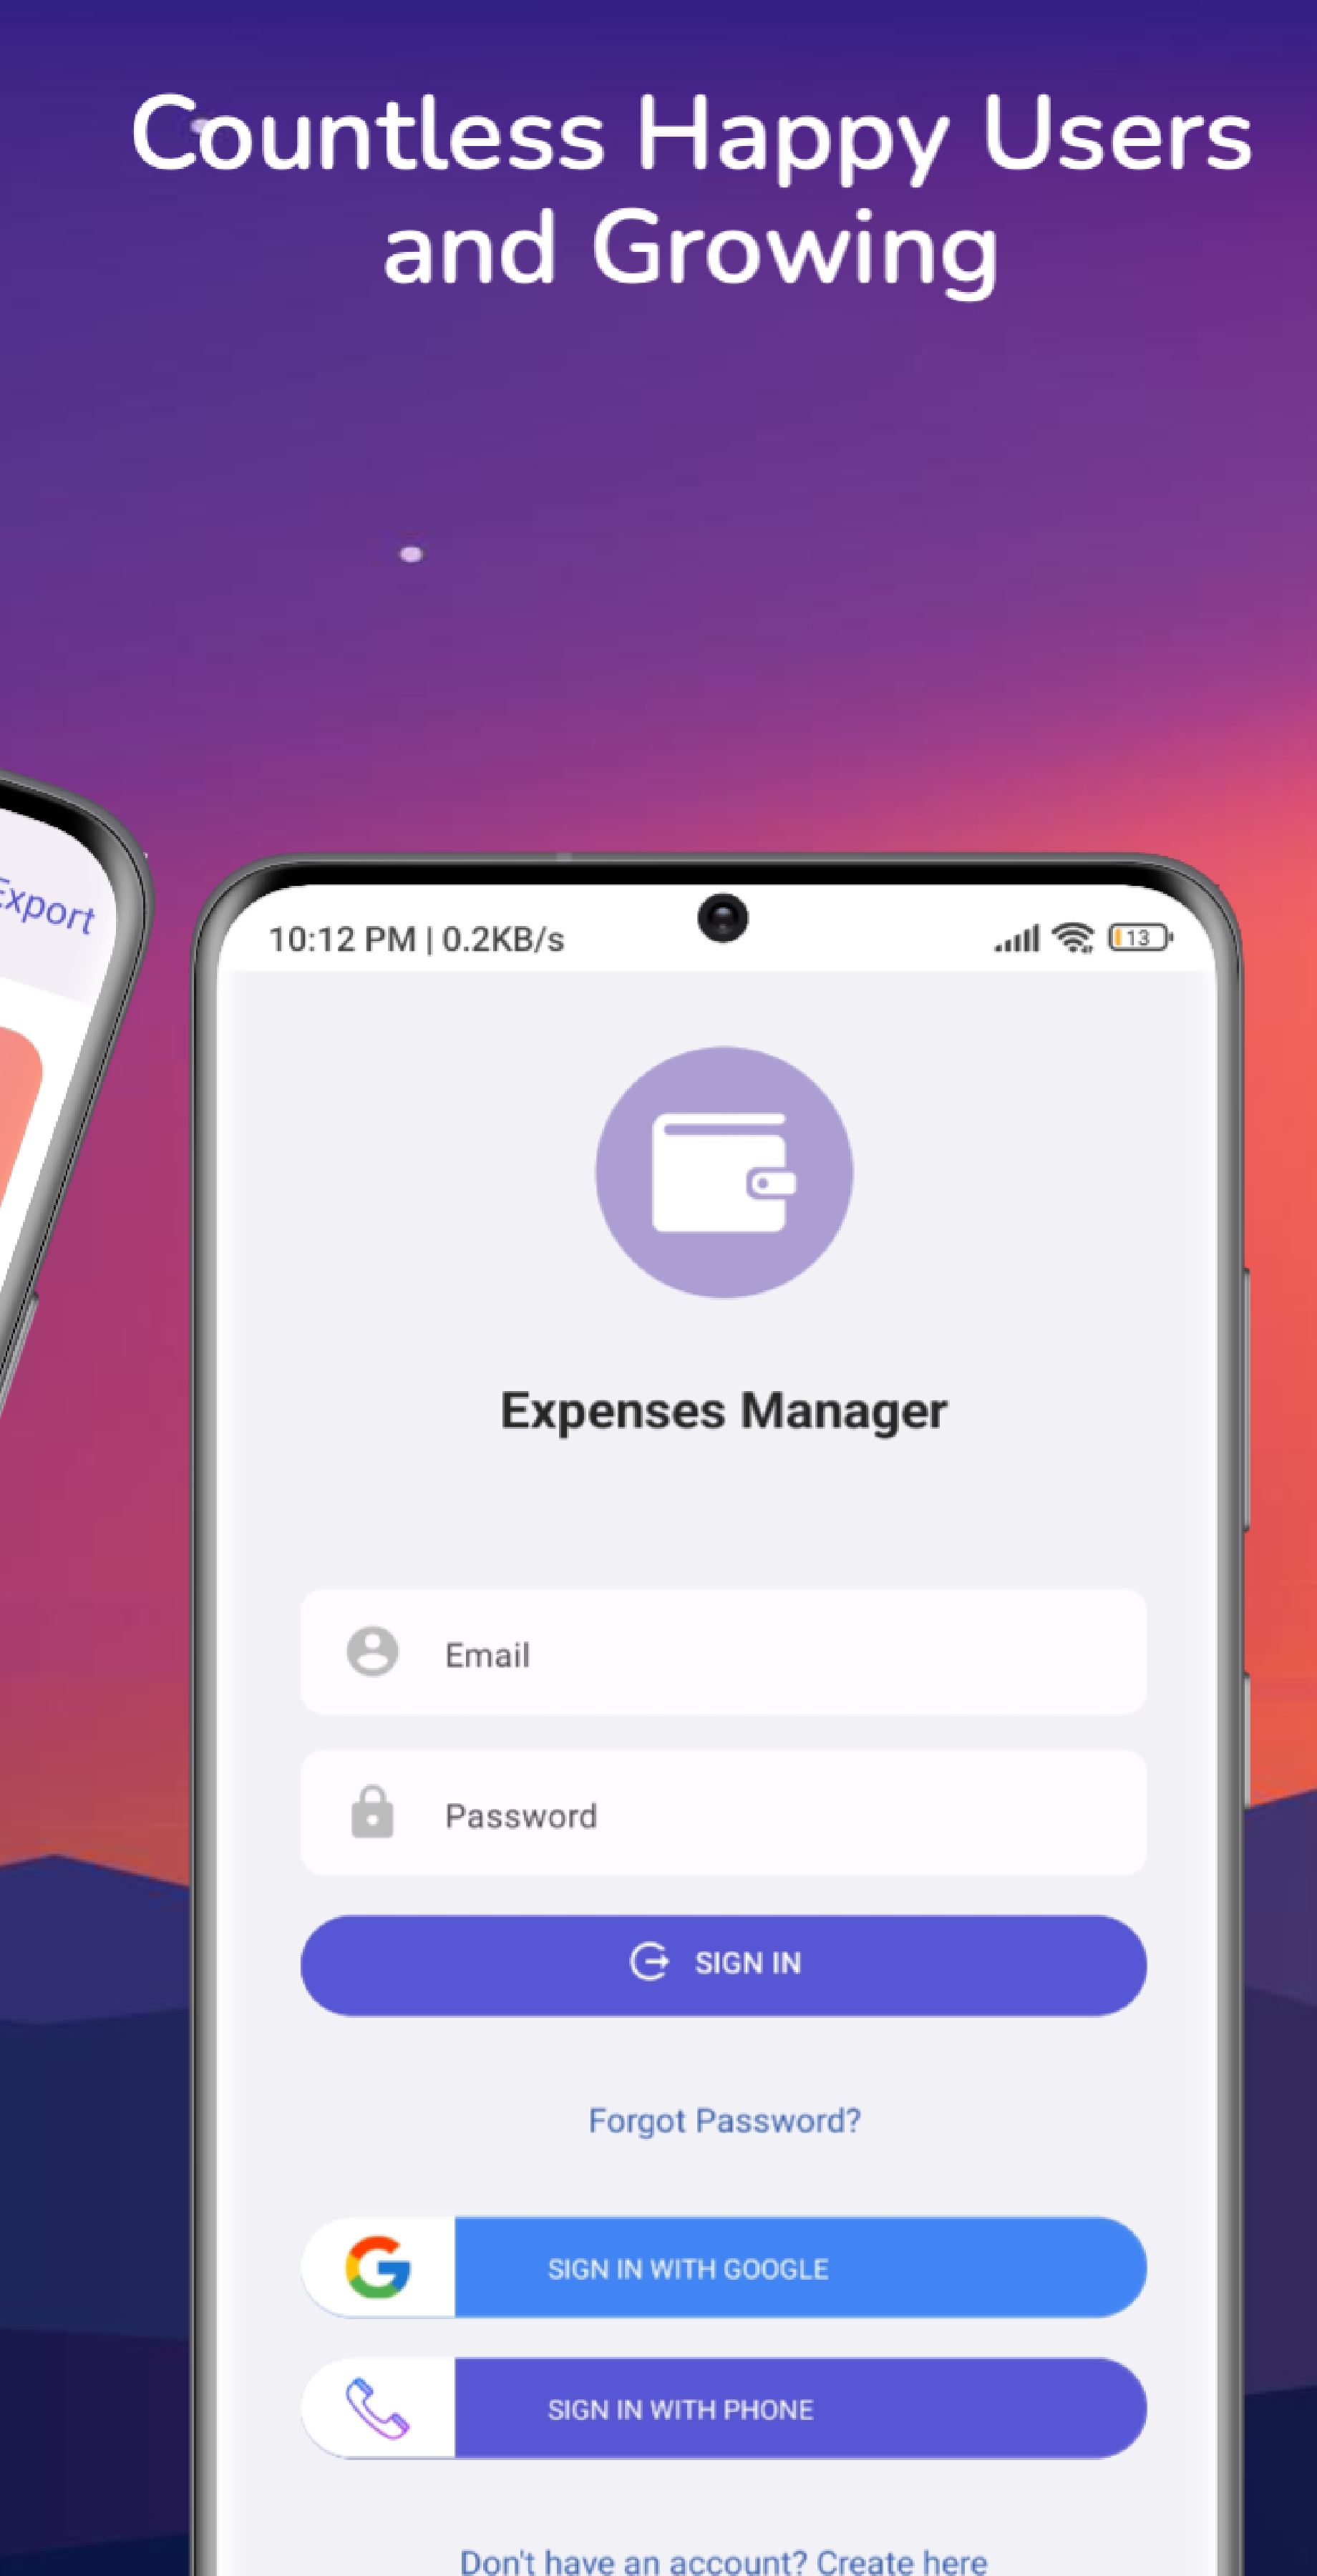 Countless Happy Users
and Growing
Export
10:12 PM | 0.2KB/s
13
Expenses Manager
Email
Password
SIGN IN
Forgot Password?
SIGN IN WITH GOOGLE
SIGN IN WITH PHONE
Don't have an account? Create here